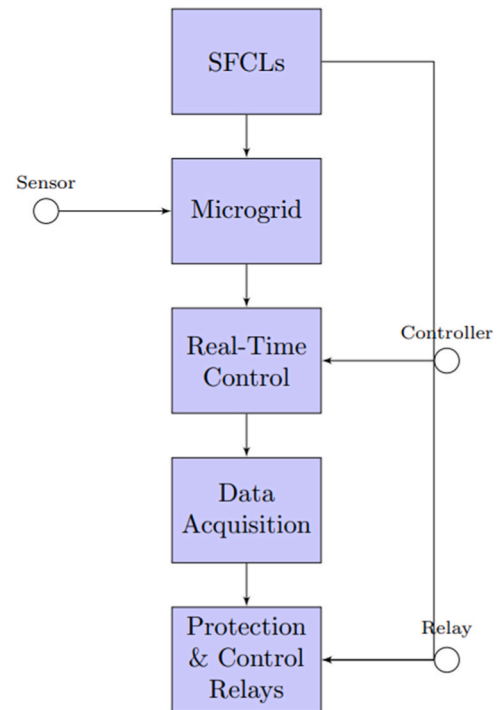 SFCLs
Sensor
Microgrid
Controller
Real-Time
Control
Data
Acquisition
Relay
Protection
& Control
Relays